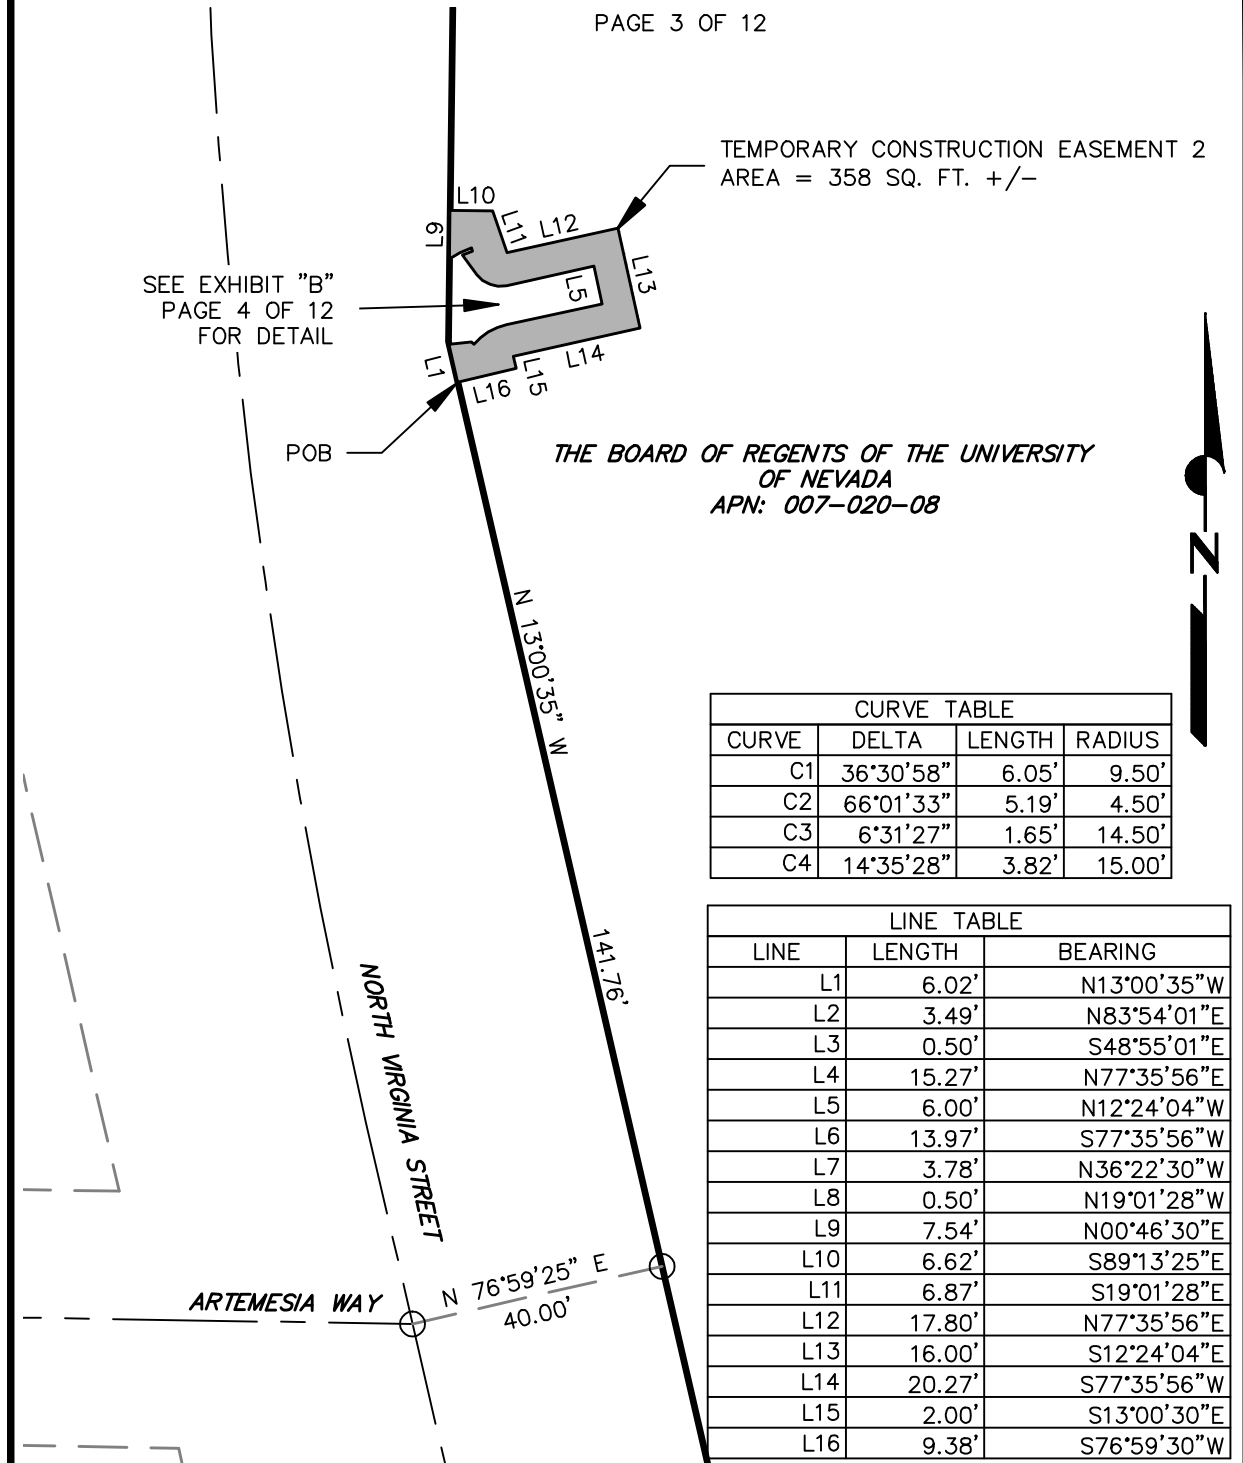 PAGE 3 OF 12
TEMPORARY CONSTRUCTION EASEMENT 2
AREA = 358 SQ. FT. +/−
L10
L11
L12
L9
L13
L5
SEE EXHIBIT "B"
PAGE 4 OF 12
FOR DETAIL
L1
L14
L15
L16
POB
THE BOARD OF REGENTS OF THE UNIVERSITY
OF NEVADA
APN: 007−020−08
N
N 13°00'35" W
141.76'
CURVE TABLE
CURVE DELTA LENGTH RADIUS
C1 36°30'58" 6.05' 9.50'
C2 66°01'33" 5.19' 4.50'
C3 6°31'27" 1.65' 14.50'
C4 14°35'28" 3.82' 15.00'
LINE TABLE
LINE LENGTH BEARING
L1 6.02' N13°00'35"W
L2 3.49' N83°54'01"E
L3 0.50' S48°55'01"E
L4 15.27' N77°35'56"E
L5 6.00' N12°24'04"W
L6 13.97' S77°35'56"W
L7 3.78' N36°22'30"W
L8 0.50' N19°01'28"W
L9 7.54' N00°46'30"E
L10 6.62' S89°13'25"E
L11 6.87' S19°01'28"E
L12 17.80' N77°35'56"E
L13 16.00' S12°24'04"E
L14 20.27' S77°35'56"W
L15 2.00' S13°00'30"E
L16 9.38' S76°59'30"W
NORTH VIRGINIA STREET
ARTEMESIA WAY
N 76°59'25" E
40.00'